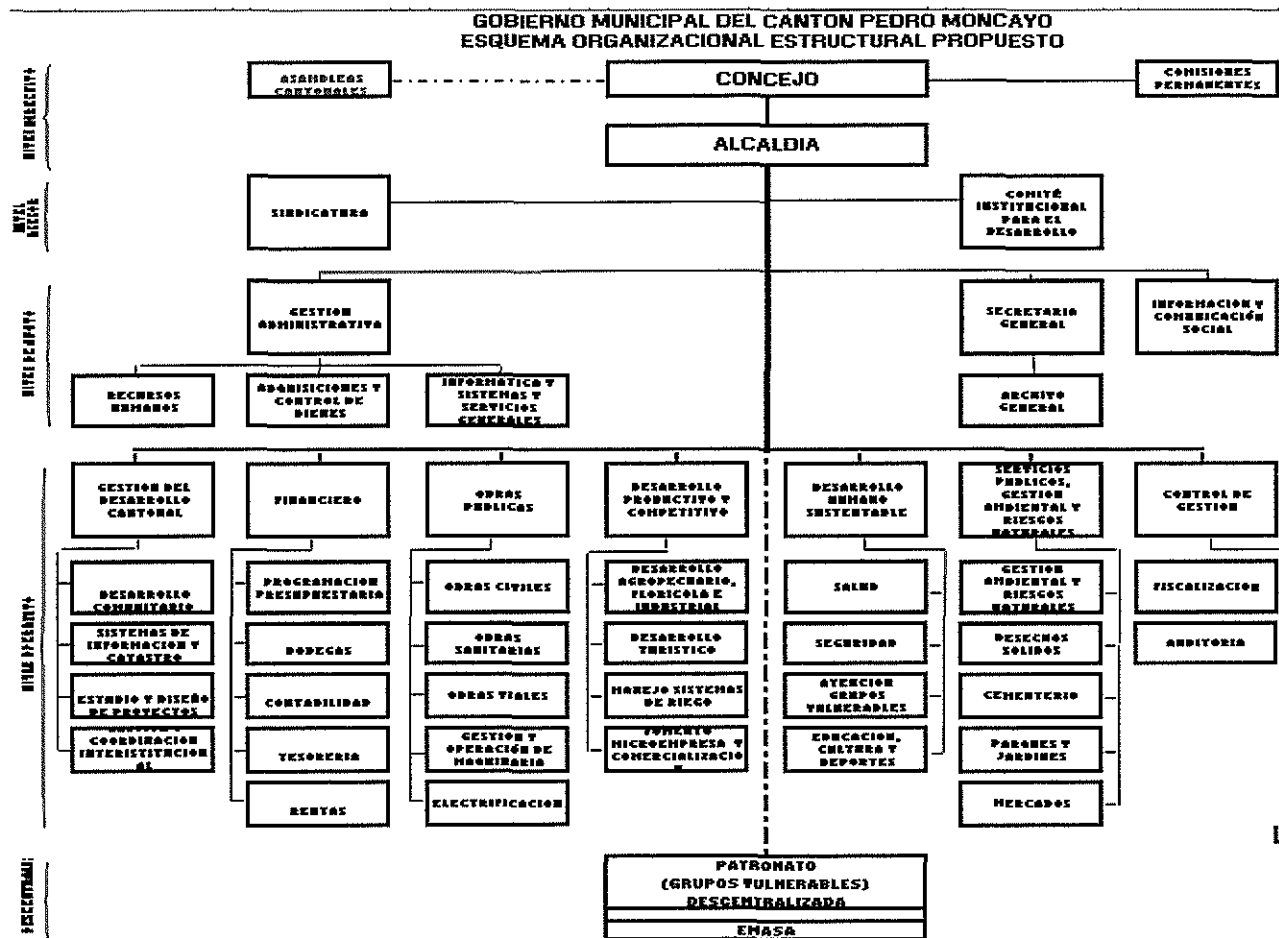 GOBIERNO MUNICIPAL DEL CANTON PEDRO MONCAYO
ESQUEMA ORGANIZACIONAL ESTRUCTURAL PROPUESTO
ASAMBLEAS
CANTONALES
CONCEJO
COMISIONES
PERMANENTES
ALCALDIA
SINDICATURA
COMITÉ
INSTITUCIONAL
PARA EL
DESARROLLO
GESTION
ADMINISTRATIVA
SECRETARIA
GENERAL
INFORMACION Y
COMUNICACIÓN
SOCIAL
RECURSOS
HUMANOS
ADQUISICIONES Y
CONTROL DE
BIENES
INFORMATICA Y
SISTEMAS Y
SERVICIOS
GENERALES
ARCHIVO
GENERAL
GESTION DEL
DESARROLLO
CANTONAL
FINANCIERO
OBRAS
PUBLICAS
DESARROLLO
PRODUCTIVO Y
COMPETITIVO
DESARROLLO
HUMANO
SUSTENTABLE
SERVICIOS
PUBLICOS,
GESTION
AMBIENTAL Y
RIESGOS
NATURALES
CONTROL DE
GESTION
DESARROLLO
COMUNITARIO
PROGRAMACION
PRESUPUESTARIA
OBRAS CIVILES
DESARROLLO
AGROPECUARIO,
FLORICOLA E
INDUSTRIAL
SALUD
GESTION
AMBIENTAL Y
RIESGOS
NATURALES
FISCALIZACION
SISTEMAS DE
INFORMACION Y
CATASTRO
BODEGAS
OBRAS
SANITARIAS
DESARROLLO
TURISTICO
SEGURIDAD
DESECHOS
SOLIDOS
AUDITORIA
ESTUDIO Y DISEÑO
DE PROYECTOS
CONTABILIDAD
OBRAS VIALES
MANEJO SISTEMAS
DE RIEGO
ATENCION
GRUPOS
VULNERABLES
CEMENTERIO
COORDINACION
INTERISTITUCION
AL
TESORERIA
GESTION Y
OPERACIÓN DE
MAQUINARIA
FOMENTO
MICROEMPRESA Y
COMERCIALIZACIO
EDUCACION,
CULTURA Y
DEPORTES
PARQUES Y
JARDINES
RENTAS
ELECTRIFICACION
MERCADOS
PATRONATO
(GRUPOS VULNERABLES)
DESCENTRALIZADA
EMASA